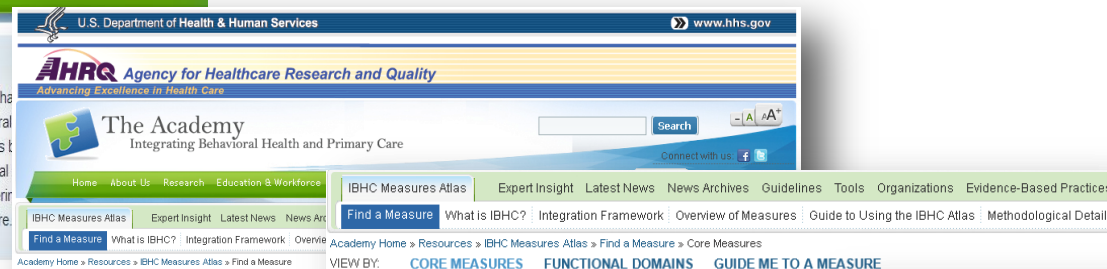 U.S. Department of Health & Human Services
www.hhs.gov
AHRQ Agency for Healthcare Research and Quality
Advancing Excellence in Health Care
The Academy
Integrating Behavioral Health and Primary Care
Search
- A A+
Connect with us:
Home About Us Research Education & Workforce
IBHC Measures Atlas Expert Insight Latest News News
Find a Measure What is IBHC? Integration Framework
Academy Home » Resources » IBHC Measures Atlas » Find a Measure
IBHC Measures Atlas Expert Insight Latest News News Archives Guidelines Tools Organizations Evidence-Based Practices
Find a Measure What is IBHC? Integration Framework Overview of Measures Guide to Using the IBHC Atlas Methodological Detail
Academy Home » Resources » IBHC Measures Atlas » Find a Measure » Core Measures
VIEW BY: CORE MEASURES FUNCTIONAL DOMAINS GUIDE ME TO A MEASURE